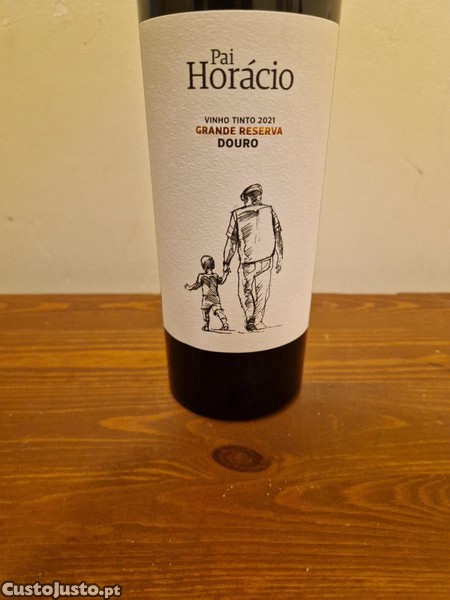 Pai
Horácio
VINHO TINTO 2021
GRANDE RESERVA
DOURO
CustoJusto.pt